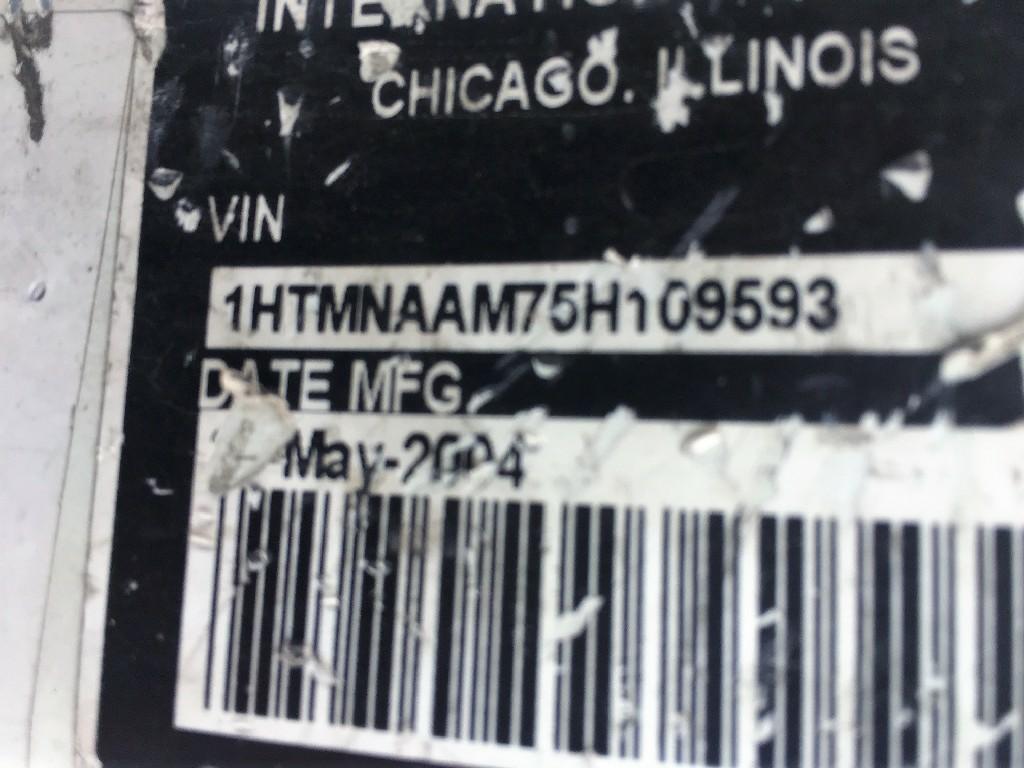 CHICAGO, ILLINOIS
VIN
1HTMNAAM75H109593
DATE MFG
May-2004